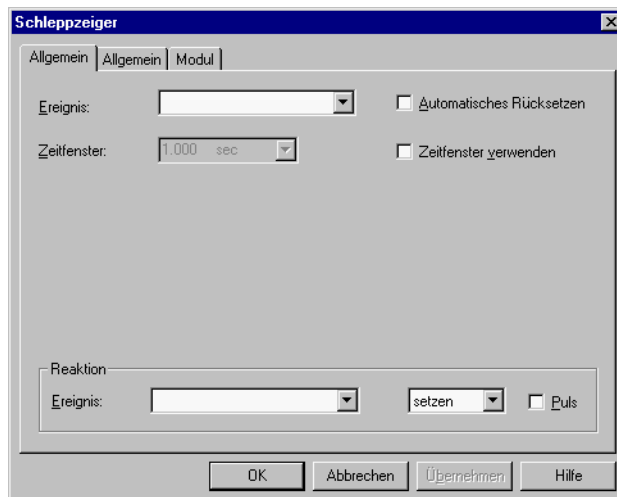 Schleppzeiger
Allgemein Allgemein Modul
Ereignis: Automatisches Rücksetzen
Zeitfenster: 1.000 sec Zeitfenster verwenden
Reaktion
Ereignis: setzen Puls
OK Abbrechen Übernehmen Hilfe